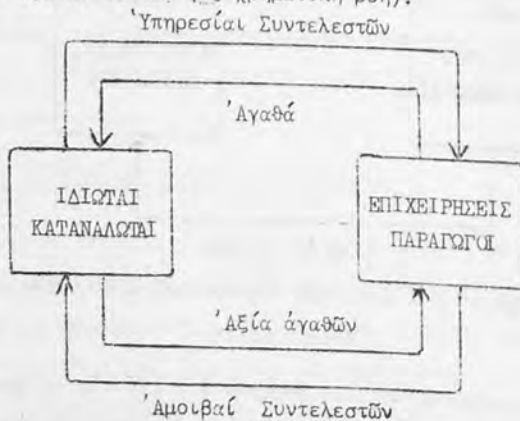 Ὑπηρεσίαι Συντελεστῶν
Ἀγαθά
ΙΔΙΩΤΑΙ
ΚΑΤΑΝΑΛΩΤΑΙ
ΕΠΙΧΕΙΡΗΣΕΙΣ
ΠΑΡΑΓΩΓΟΙ
Ἀξία ἀγαθῶν
Ἀμοιβαί Συντελεστῶν